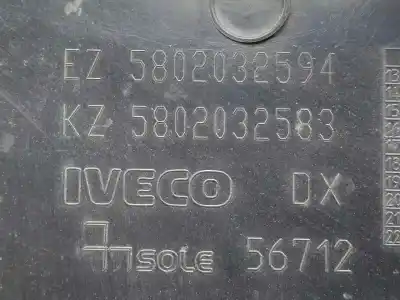 EZ 5802032594
KZ 5802032583
IVECO DX
sole 56712